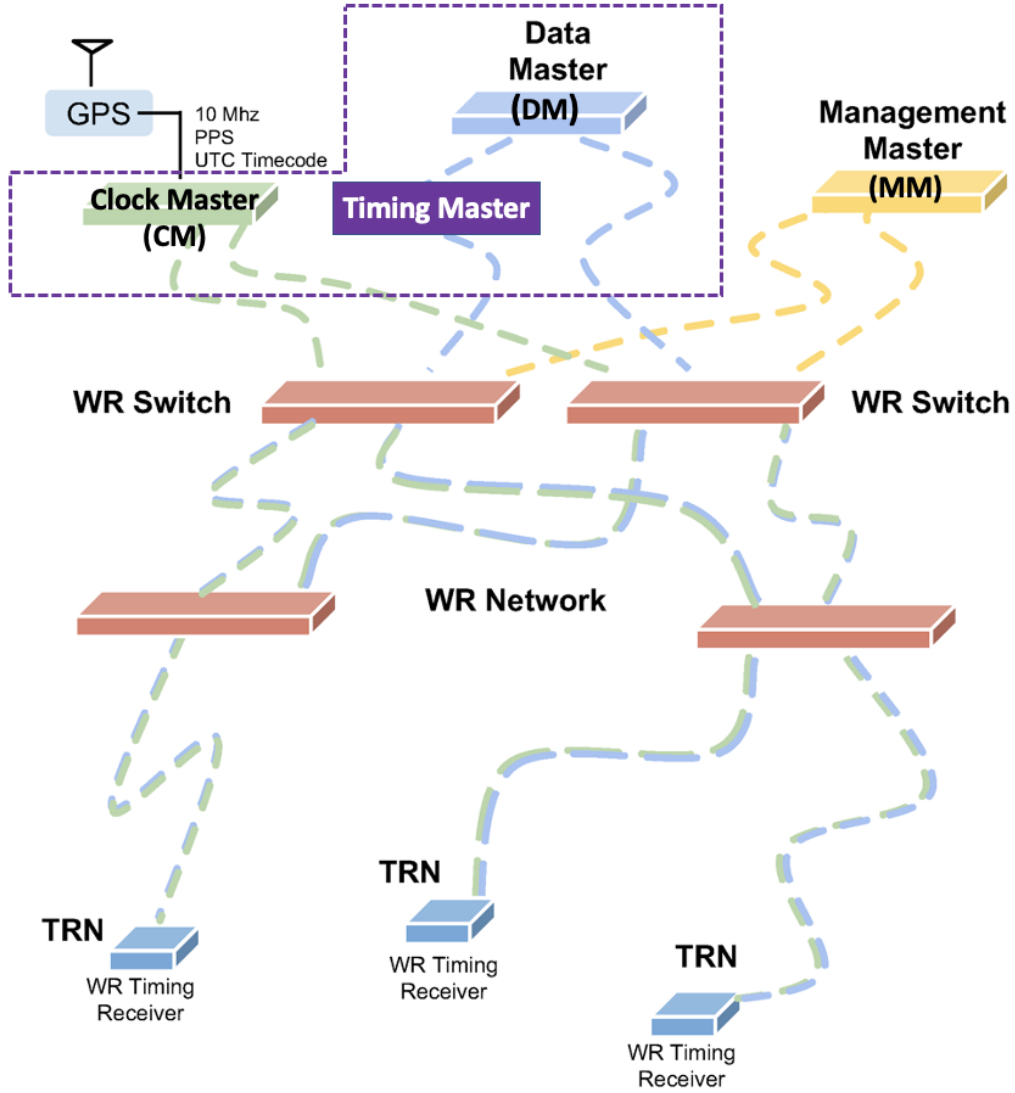 Data
Master
(DM)
GPS
10 Mhz
PPS
UTC Timecode
Management
Master
(MM)
Clock Master
(CM)
Timing Master
WR Switch
WR Switch
WR Network
TRN
WR Timing
Receiver
TRN
WR Timing
Receiver
TRN
WR Timing
Receiver